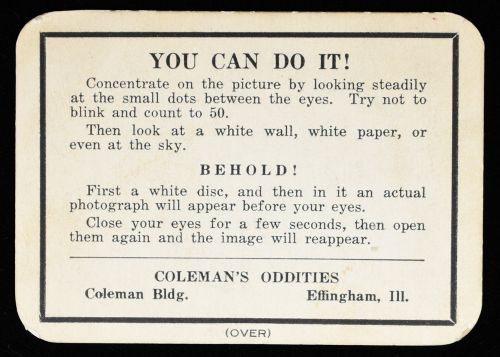 YOU CAN DO IT!
Concentrate on the picture by looking steadily
at the small dots between the eyes. Try not to
blink and count to 50.
Then look at a white wall, white paper, or
even at the sky.
BEHOLD!
First a white disc, and then in it an actual
photograph will appear before your eyes.
Close your eyes for a few seconds, then open
them again and the image will reappear.
COLEMAN'S ODDITIES
Coleman Bldg. Effingham, Ill.
(OVER)